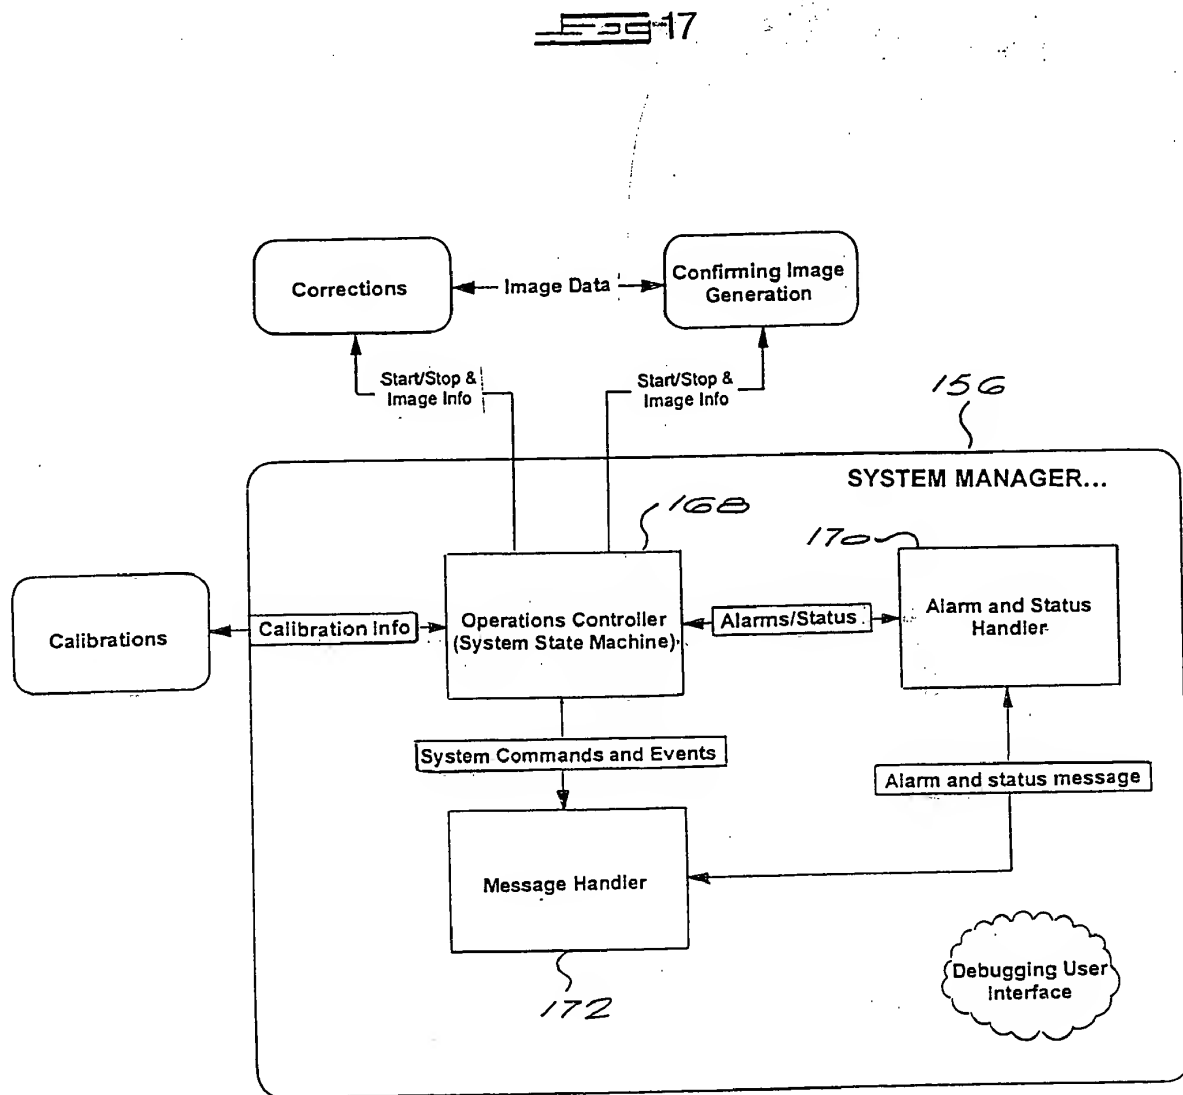 17
Corrections
Image Data
Confirming Image
Generation
Start/Stop &
Image Info
Start/Stop &
Image Info
156
SYSTEM MANAGER...
168
170
Calibrations
Calibration Info
Operations Controller
(System State Machine)
Alarms/Status
Alarm and Status
Handler
System Commands and Events
Alarm and status message
Message Handler
172
Debugging User
Interface